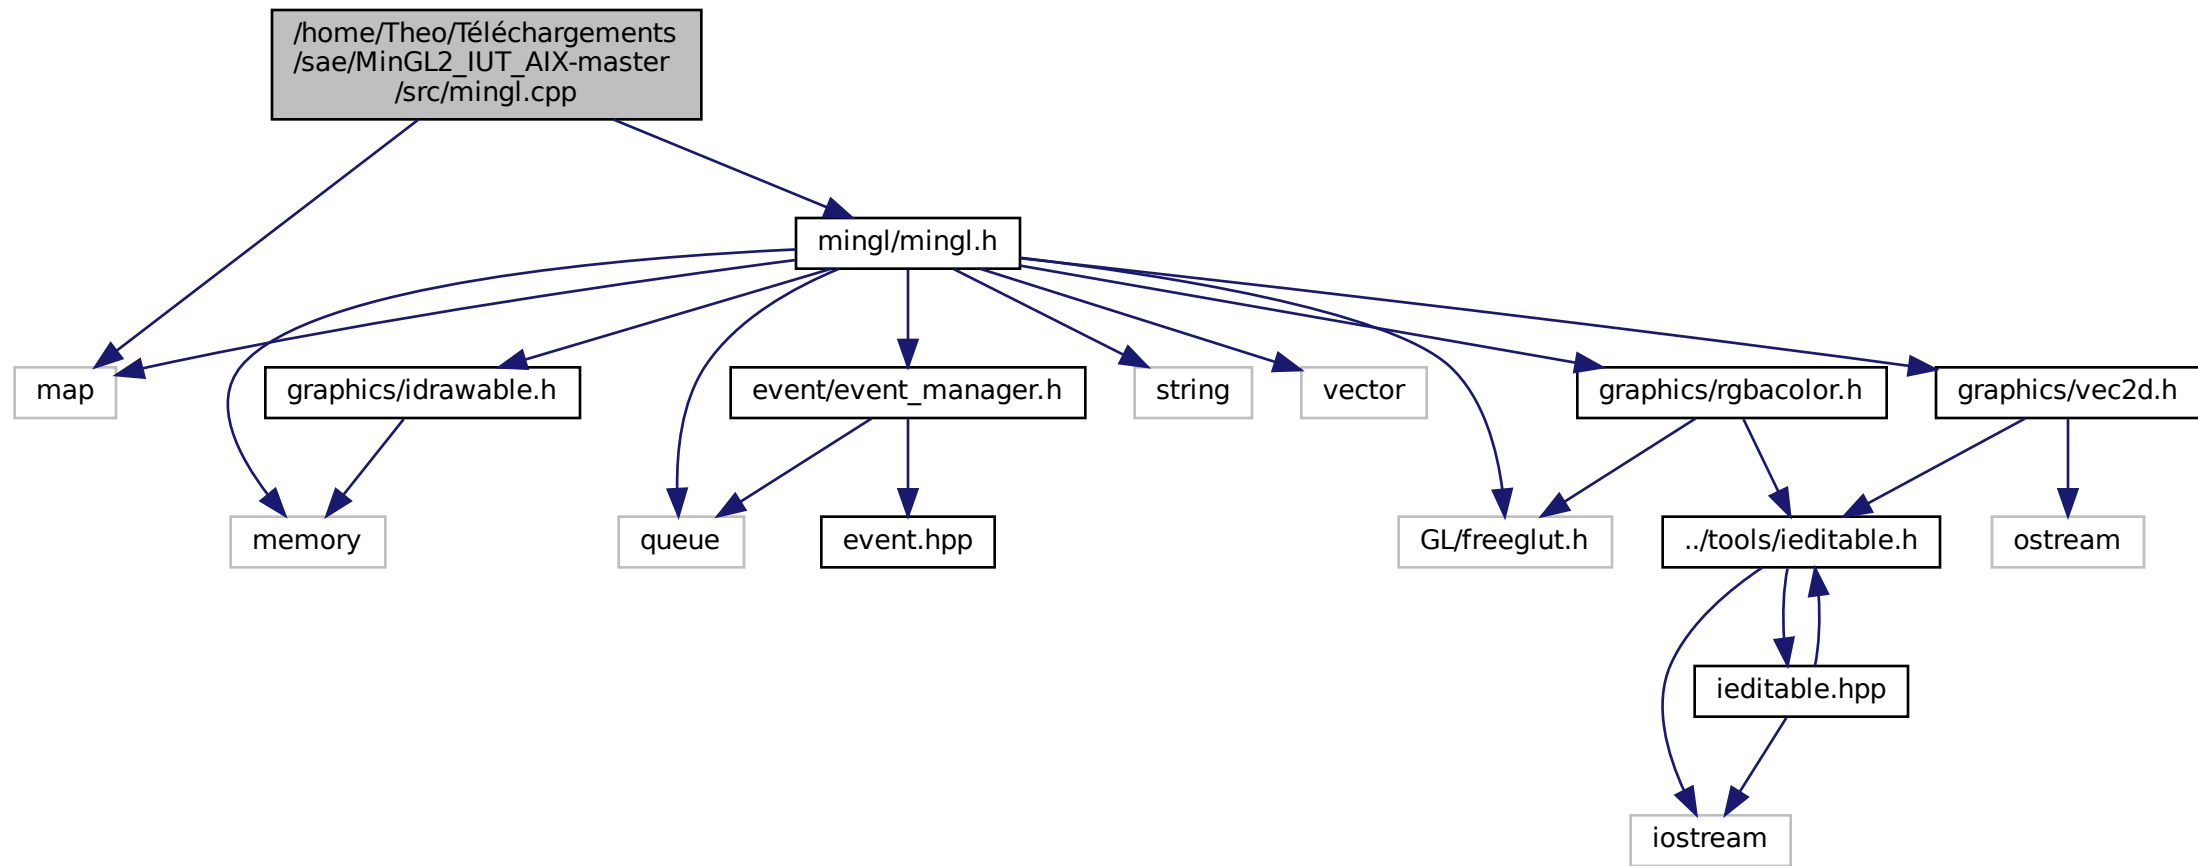 /home/Theo/Téléchargements
/sae/MinGL2_IUT_AIX-master
/src/mingl.cpp
mingl/mingl.h
map
graphics/idrawable.h
event/event_manager.h
string
vector
graphics/rgbacolor.h
graphics/vec2d.h
memory
queue
event.hpp
GL/freeglut.h
../tools/ieditable.h
ostream
ieditable.hpp
iostream